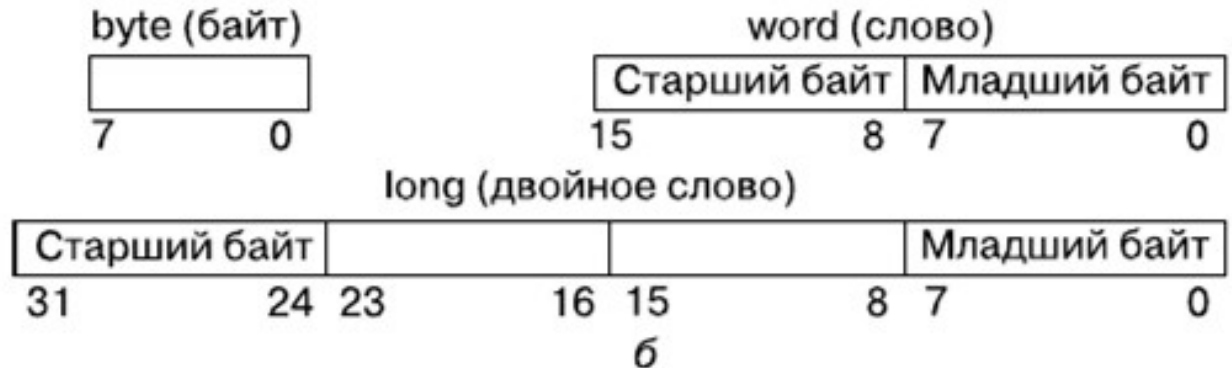 byte (байт) word (слово)
Старший байт Младший байт
7 0 15 8 7 0
long (двойное слово)
Старший байт Младший байт
31 24 23 16 15 8 7 0
б